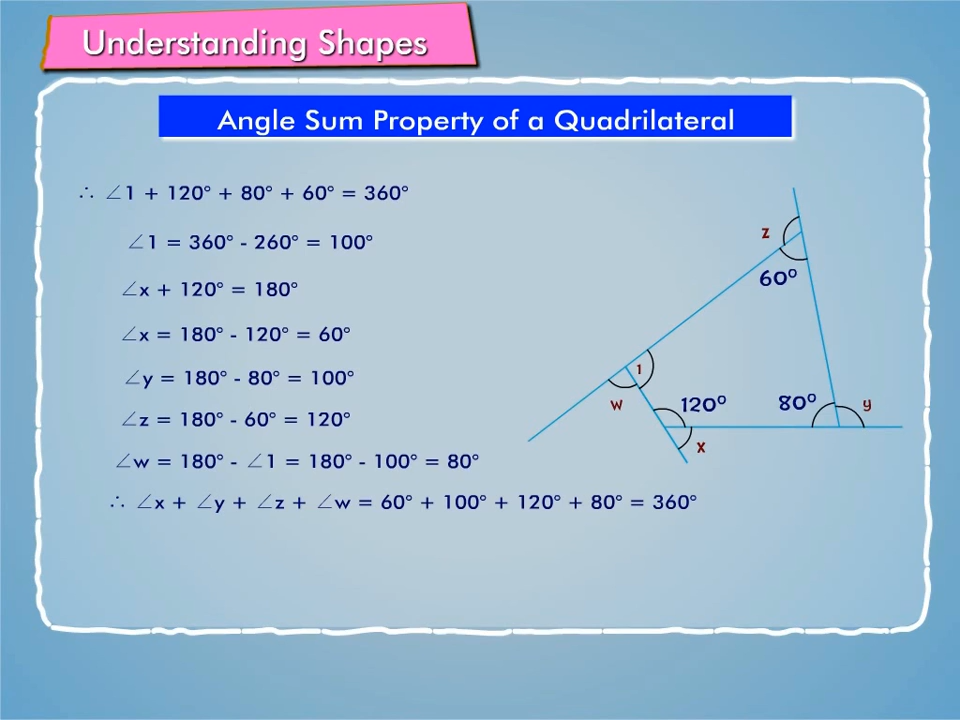 Understanding Shapes
Angle Sum Property of a Quadrilateral
∴ ∠1 + 120° + 80° + 60° = 360°
∠1 = 360° - 260° = 100°
∠x + 120° = 180°
∠x = 180° - 120° = 60°
∠y = 180° - 80° = 100°
∠z = 180° - 60° = 120°
∠w = 180° - ∠1 = 180° - 100° = 80°
∴ ∠x + ∠y + ∠z + ∠w = 60° + 100° + 120° + 80° = 360°
z
60°
1
w
120°
80°
y
x